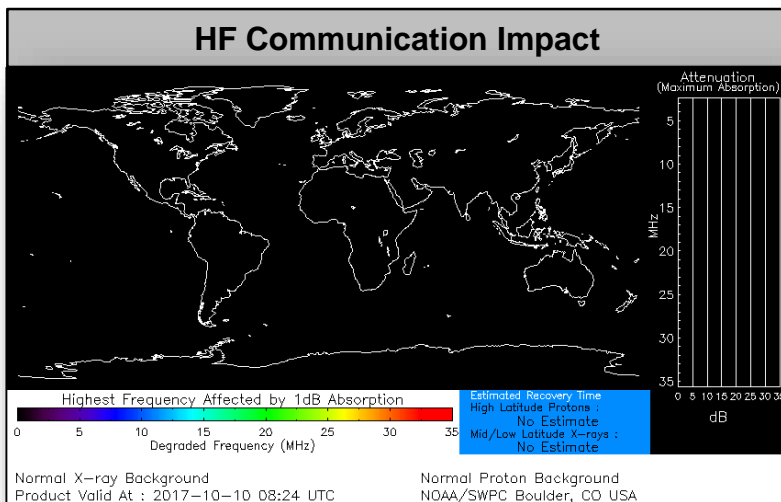 HF Communication Impact
Attenuation
(Maximum Absorption)
5
10
15
20
25
30
35
MHz
0 5 10 15 20 25 30 35
dB
Highest Frequency Affected by 1dB Absorption
0 5 10 15 20 25 30 35
Degraded Frequency (MHz)
Estimated Recovery Time
High Latitude Protons :
No Estimate
Mid/Low Latitude X-rays :
No Estimate
Normal X-ray Background
Product Valid At : 2017-10-10 08:24 UTC
Normal Proton Background
NOAA/SWPC Boulder, CO USA